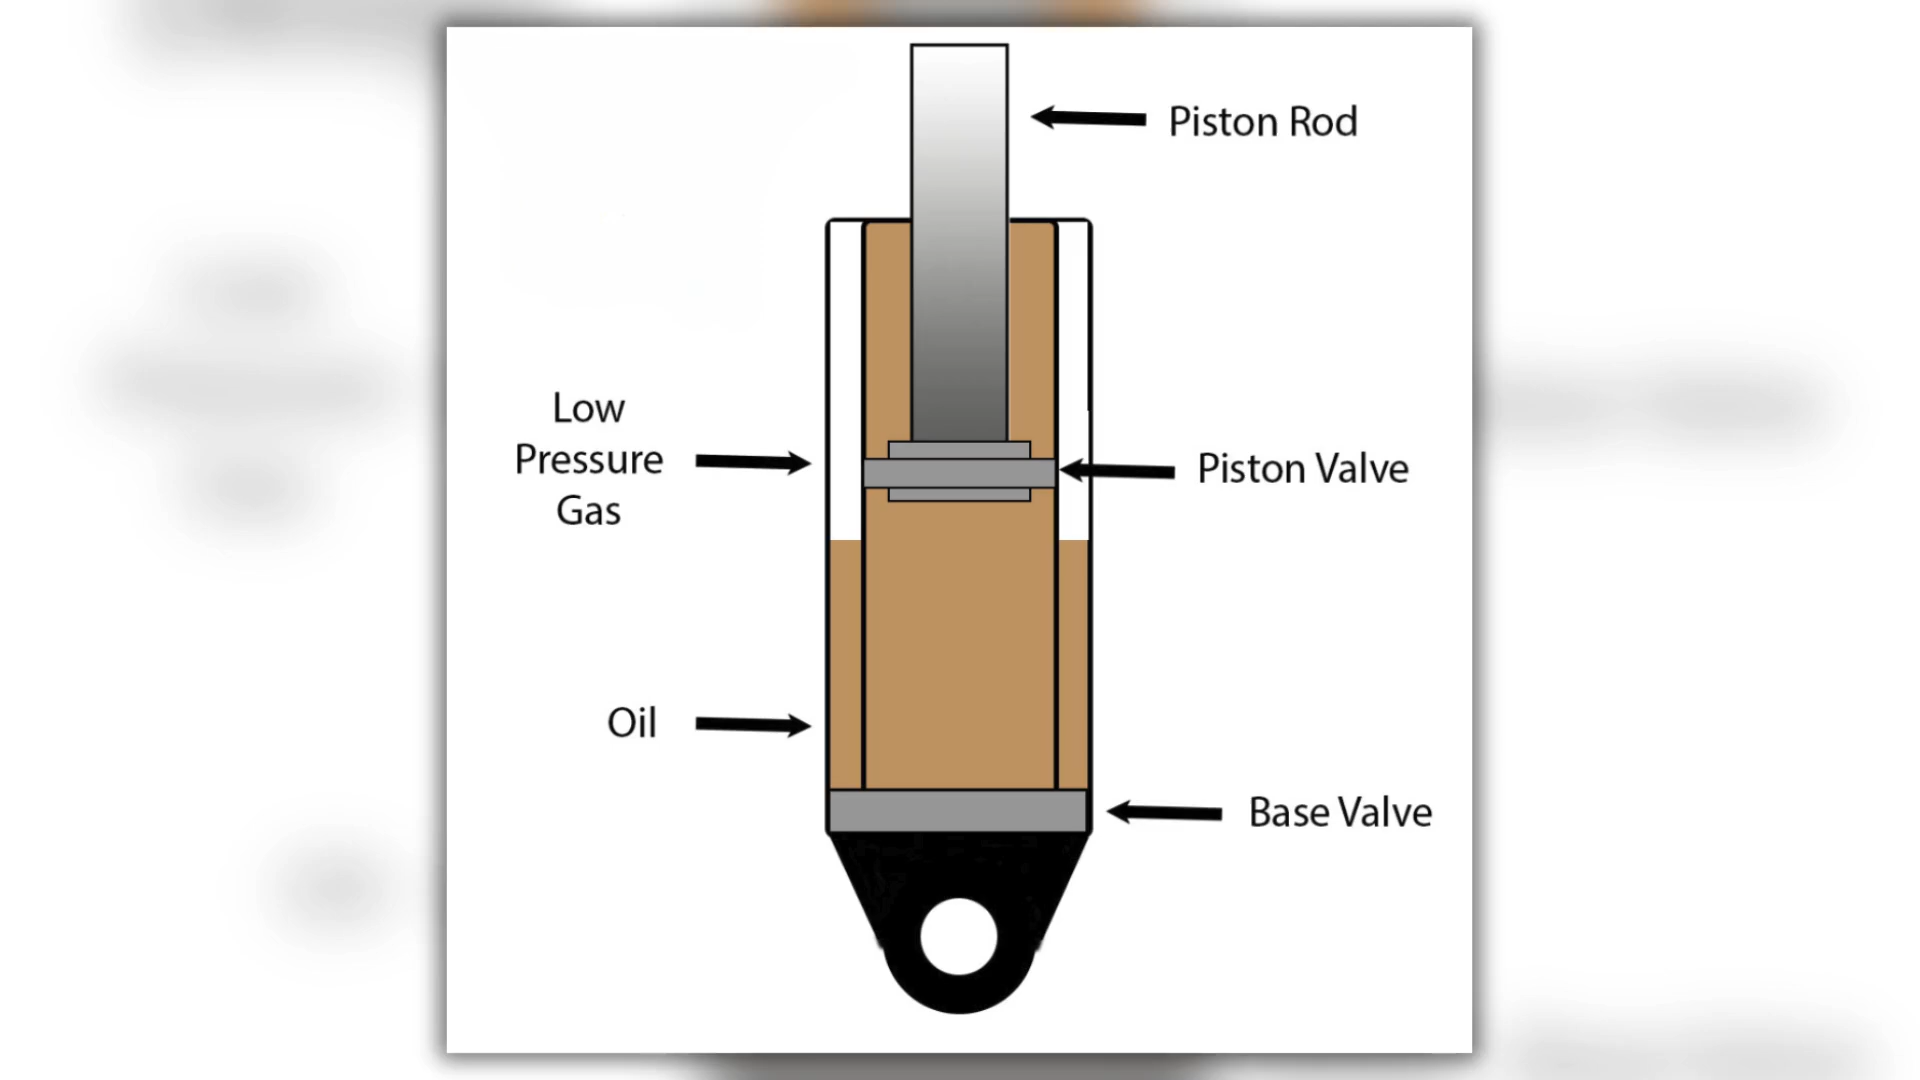 Piston Rod
Low
Pressure
Gas
Piston Valve
Oil
Base Valve